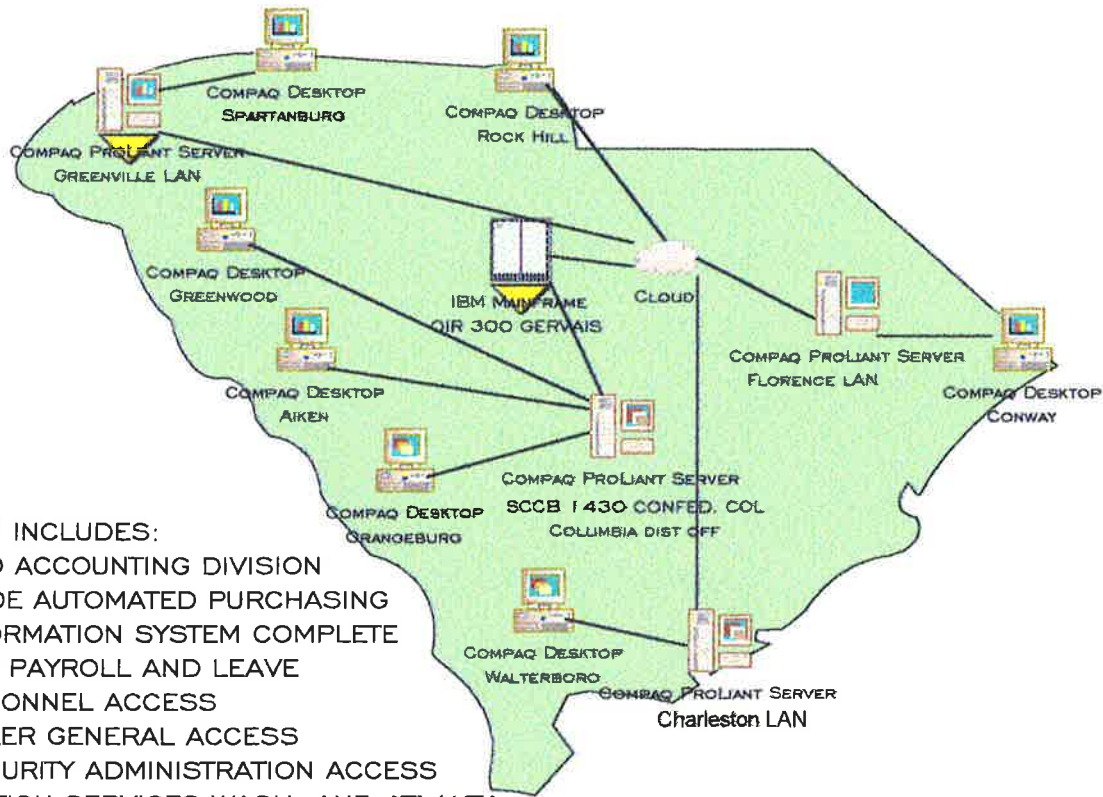 COMPAQ DESKTOP
SPARTANBURG
COMPAQ DESKTOP
ROCK HILL
COMPAQ PROLIANT SERVER
GREENVILLE LAN
COMPAQ DESKTOP
GREENWOOD
IBM MAINFRAME
OIR 300 GERVAIS
CLOUD
COMPAQ PROLIANT SERVER
FLORENCE LAN
COMPAQ DESKTOP
CONWAY
COMPAQ DESKTOP
AIKEN
COMPAQ PROLIANT SERVER
SCCB 1430 CONFED. COL
COLUMBIA DIST OFF
COMPAQ DESKTOP
ORANGEBURG
COMPAQ DESKTOP
WALTERBORO
COMPAQ PROLIANT SERVER
Charleston LAN
INCLUDES:
ACCOUNTING DIVISION
AUTOMATED PURCHASING
SYSTEM COMPLETE
PAYROLL AND LEAVE
ACCESS
GENERAL ACCESS
ADMINISTRATION ACCESS